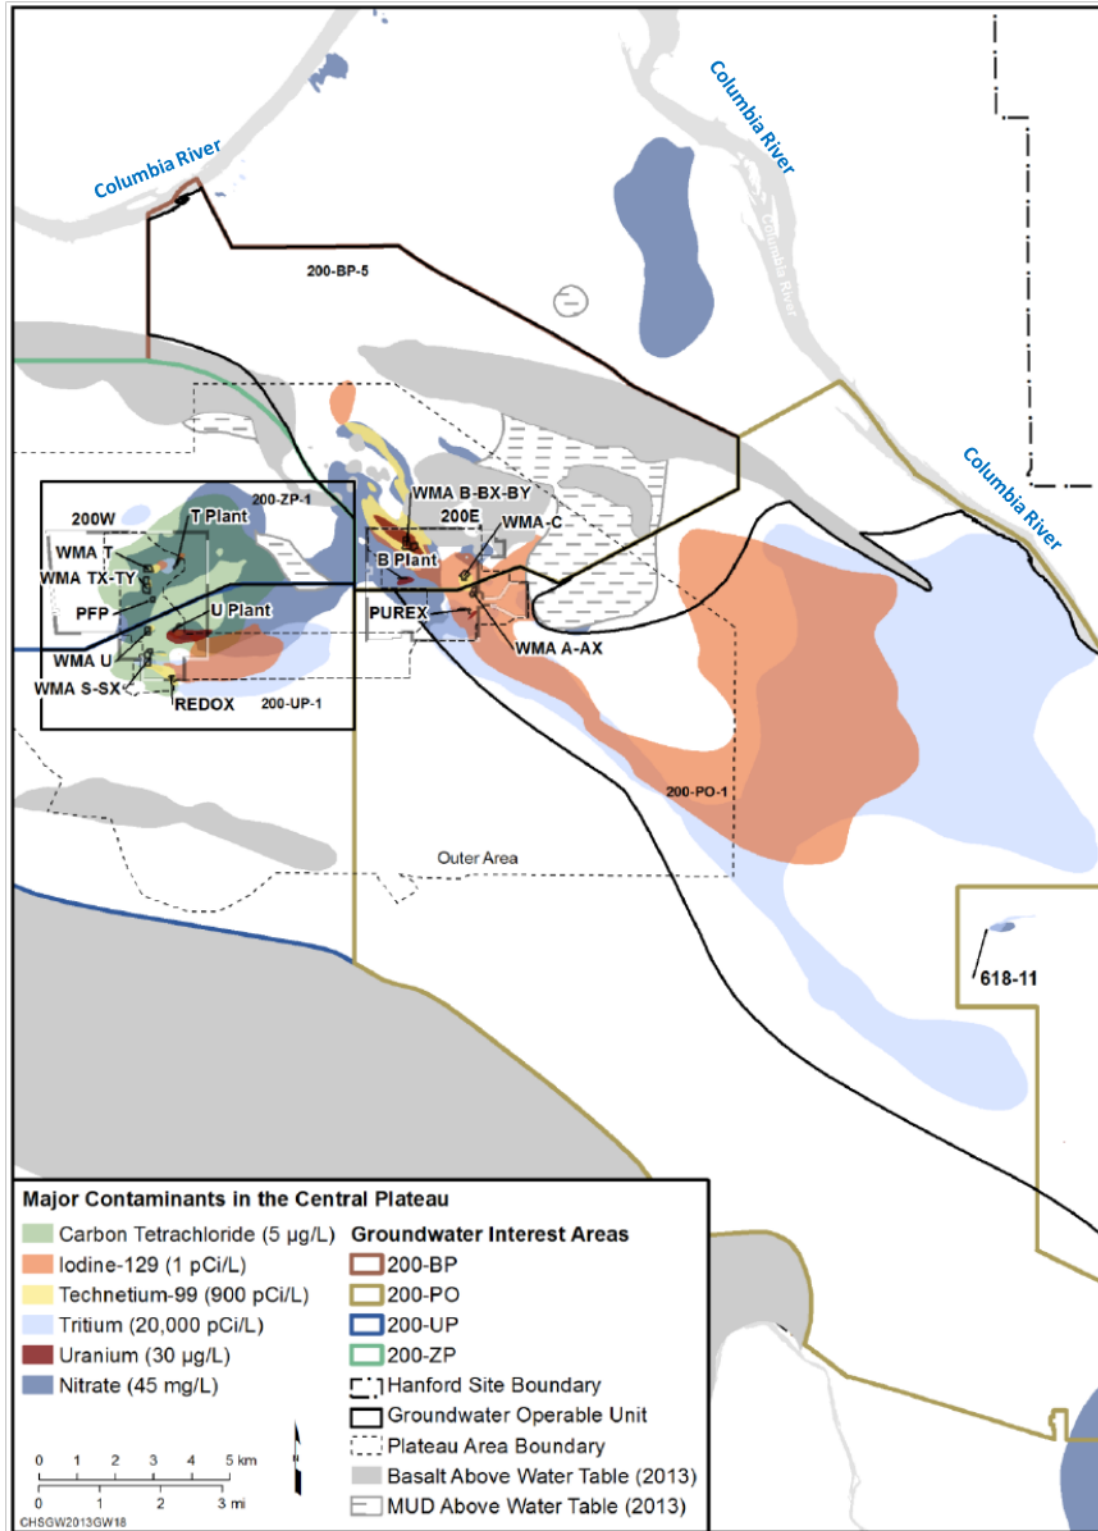 Columbia River
Columbia River
Columbia River
Columbia River
200-BP-5
200-ZP-1
200W
T Plant
WMA T
WMA TX-TY
PFP
U Plant
WMA U
WMA S-SX
REDOX
200-UP-1
WMA B-BX-BY
200E
WMA-C
B Plant
PUREX
WMA A-AX
200-PO-1
Outer Area
618-11
Major Contaminants in the Central Plateau
Carbon Tetrachloride (5 µg/L)
Iodine-129 (1 pCi/L)
Technetium-99 (900 pCi/L)
Tritium (20,000 pCi/L)
Uranium (30 µg/L)
Nitrate (45 mg/L)
Groundwater Interest Areas
200-BP
200-PO
200-UP
200-ZP
Hanford Site Boundary
Groundwater Operable Unit
Plateau Area Boundary
Basalt Above Water Table (2013)
MUD Above Water Table (2013)
0 1 2 3 4 5 km
0 1 2 3 mi
CHSGW2013GW18